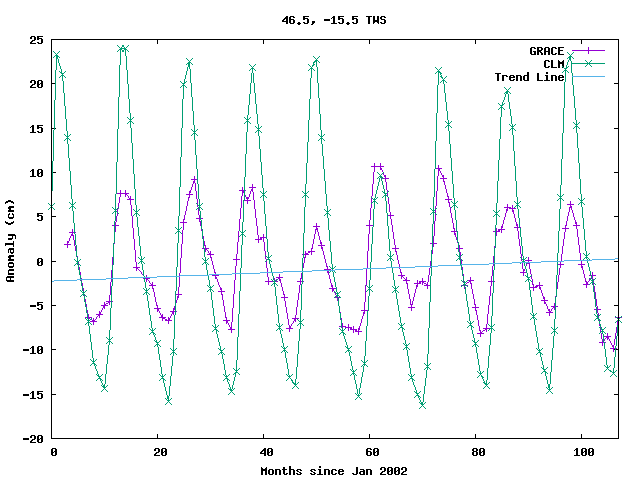 46.5, -15.5 TWS
GRACE
CLM
Trend Line
25
20
15
10
5
0
-5
-10
-15
-20
Anomaly (cm)
0 20 40 60 80 100
Months since Jan 2002